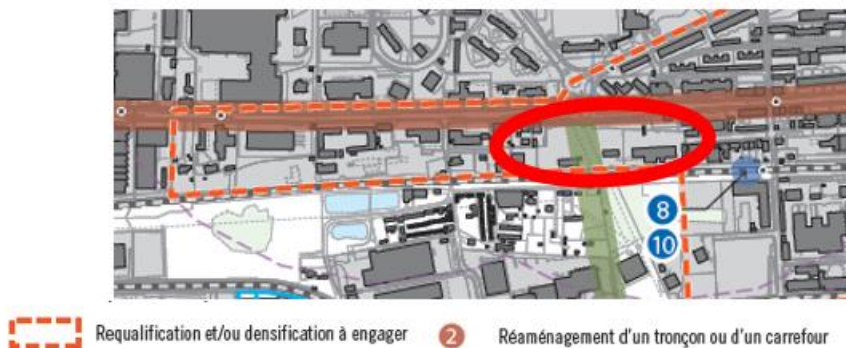 8
10
Requalification et/ou densification à engager
2 Réaménagement d'un tronçon ou d'un carrefour